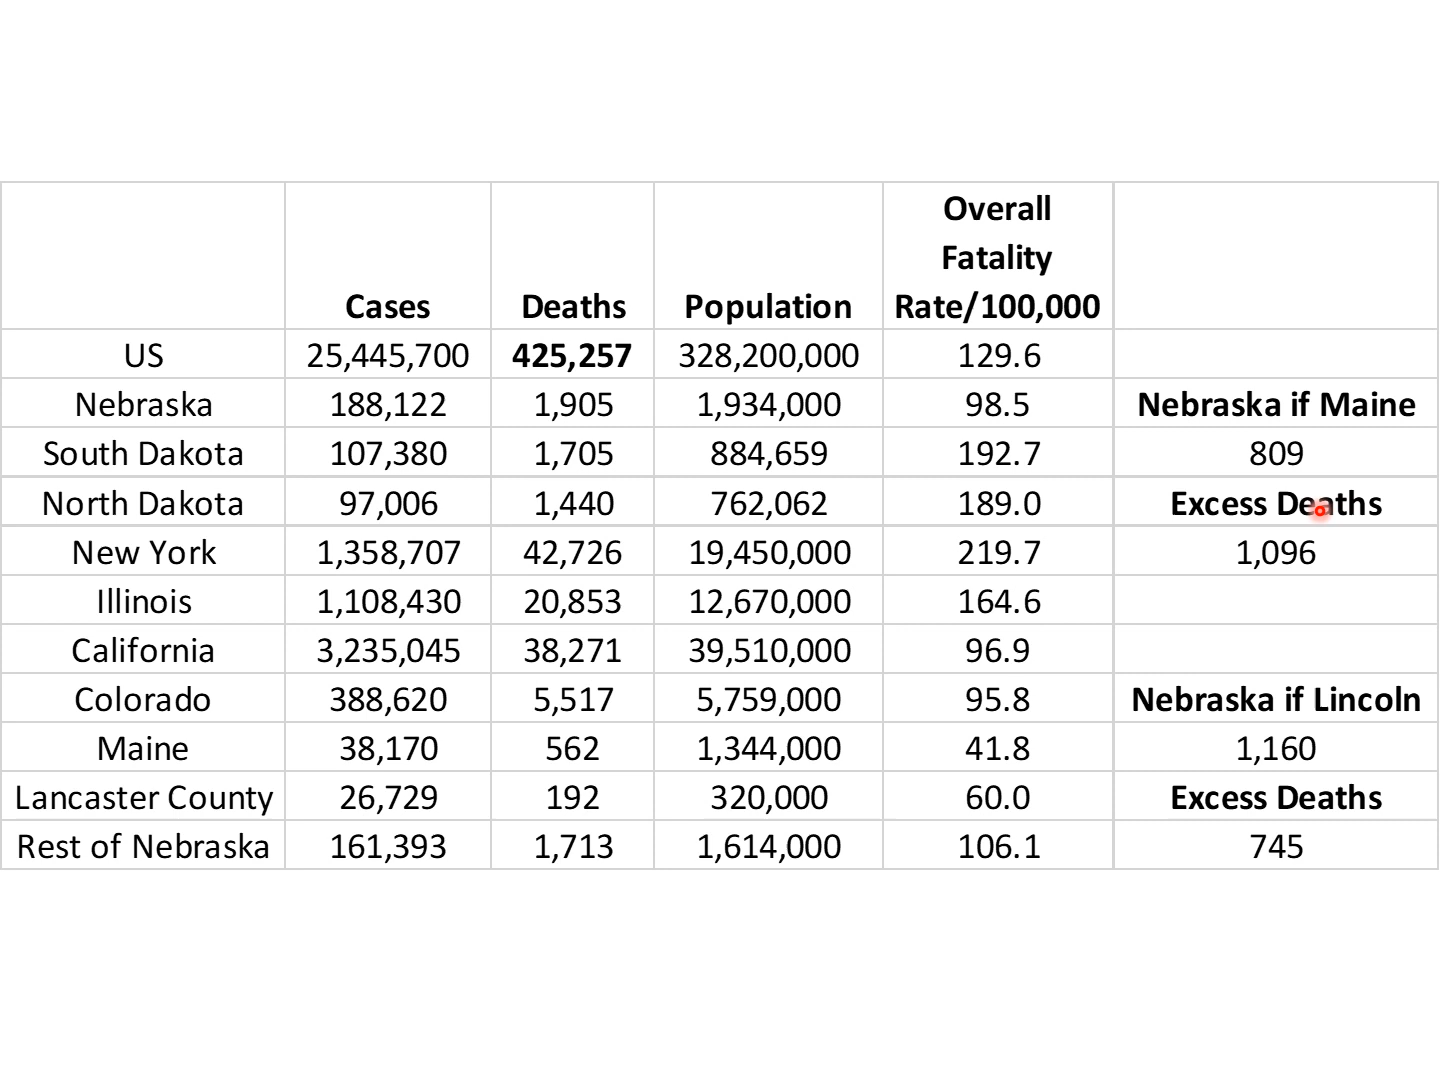 Overall
Fatality
Cases Deaths Population Rate/100,000
US 25,445,700 425,257 328,200,000 129.6
Nebraska 188,122 1,905 1,934,000 98.5 Nebraska if Maine
South Dakota 107,380 1,705 884,659 192.7 809
North Dakota 97,006 1,440 762,062 189.0 Excess Deaths
New York 1,358,707 42,726 19,450,000 219.7 1,096
Illinois 1,108,430 20,853 12,670,000 164.6
California 3,235,045 38,271 39,510,000 96.9
Colorado 388,620 5,517 5,759,000 95.8 Nebraska if Lincoln
Maine 38,170 562 1,344,000 41.8 1,160
Lancaster County 26,729 192 320,000 60.0 Excess Deaths
Rest of Nebraska 161,393 1,713 1,614,000 106.1 745